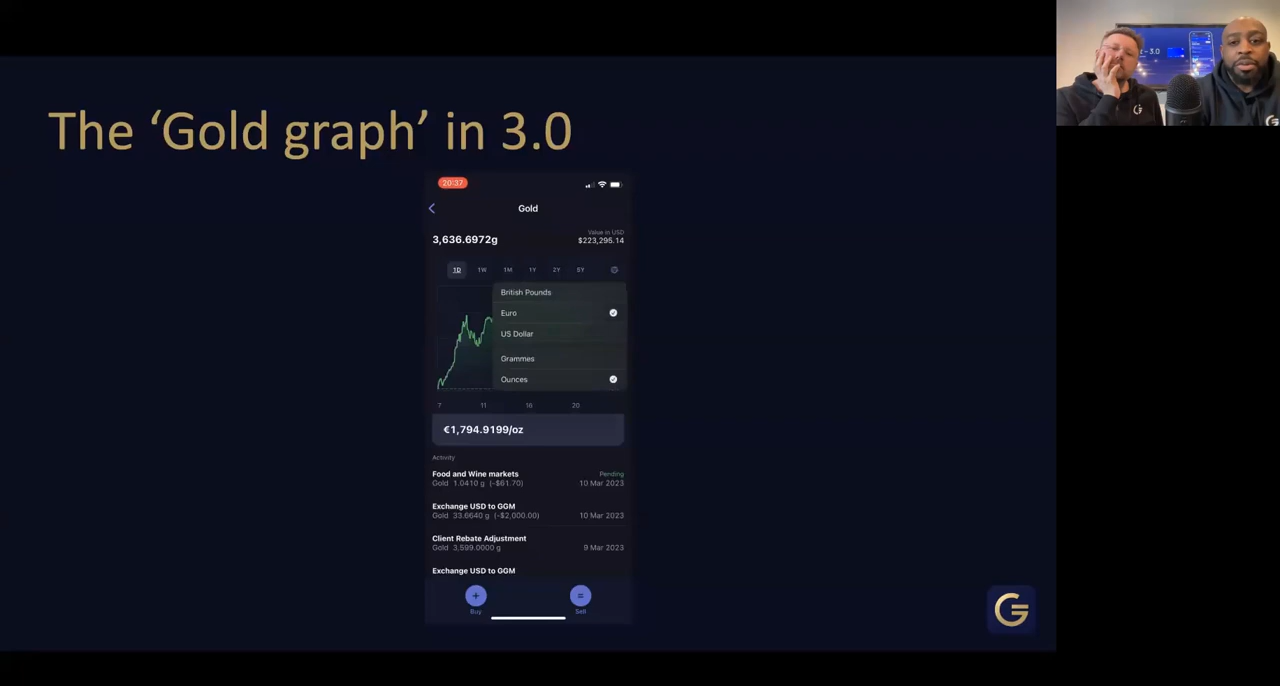 The ‘Gold graph’ in 3.0
20:37
Gold
3,636.6972g
Value in USD
$223,295.14
1D 1W 1M 1Y 2Y 5Y
British Pounds
Euro
US Dollar
Grammes
Ounces
7 11 16 20
€1,794.9199/oz
Activity
Food and Wine markets Pending
Gold 1.0410 g (-$61.70) 10 Mar 2023
Exchange USD to GGM
Gold 33.6640 g (~$2,000.00) 10 Mar 2023
Client Rebate Adjustment
Gold 3,599.0000 g 9 Mar 2023
Exchange USD to GGM
Buy Sell
3.0